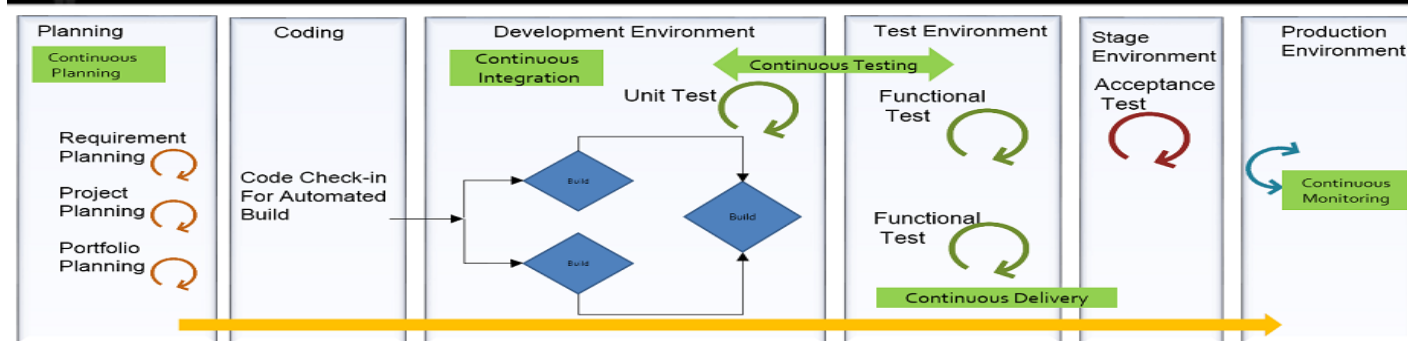 Planning
Continuous
Planning
Requirement
Planning
Project
Planning
Portfolio
Planning
Coding
Code Check-in
For Automated
Build
Development Environment
Continuous
Integration
Unit Test
Build
Build
Build
Continuous Testing
Test Environment
Functional
Test
Functional
Test
Continuous Delivery
Stage
Environment
Acceptance
Test
Production
Environment
Continuous
Monitoring